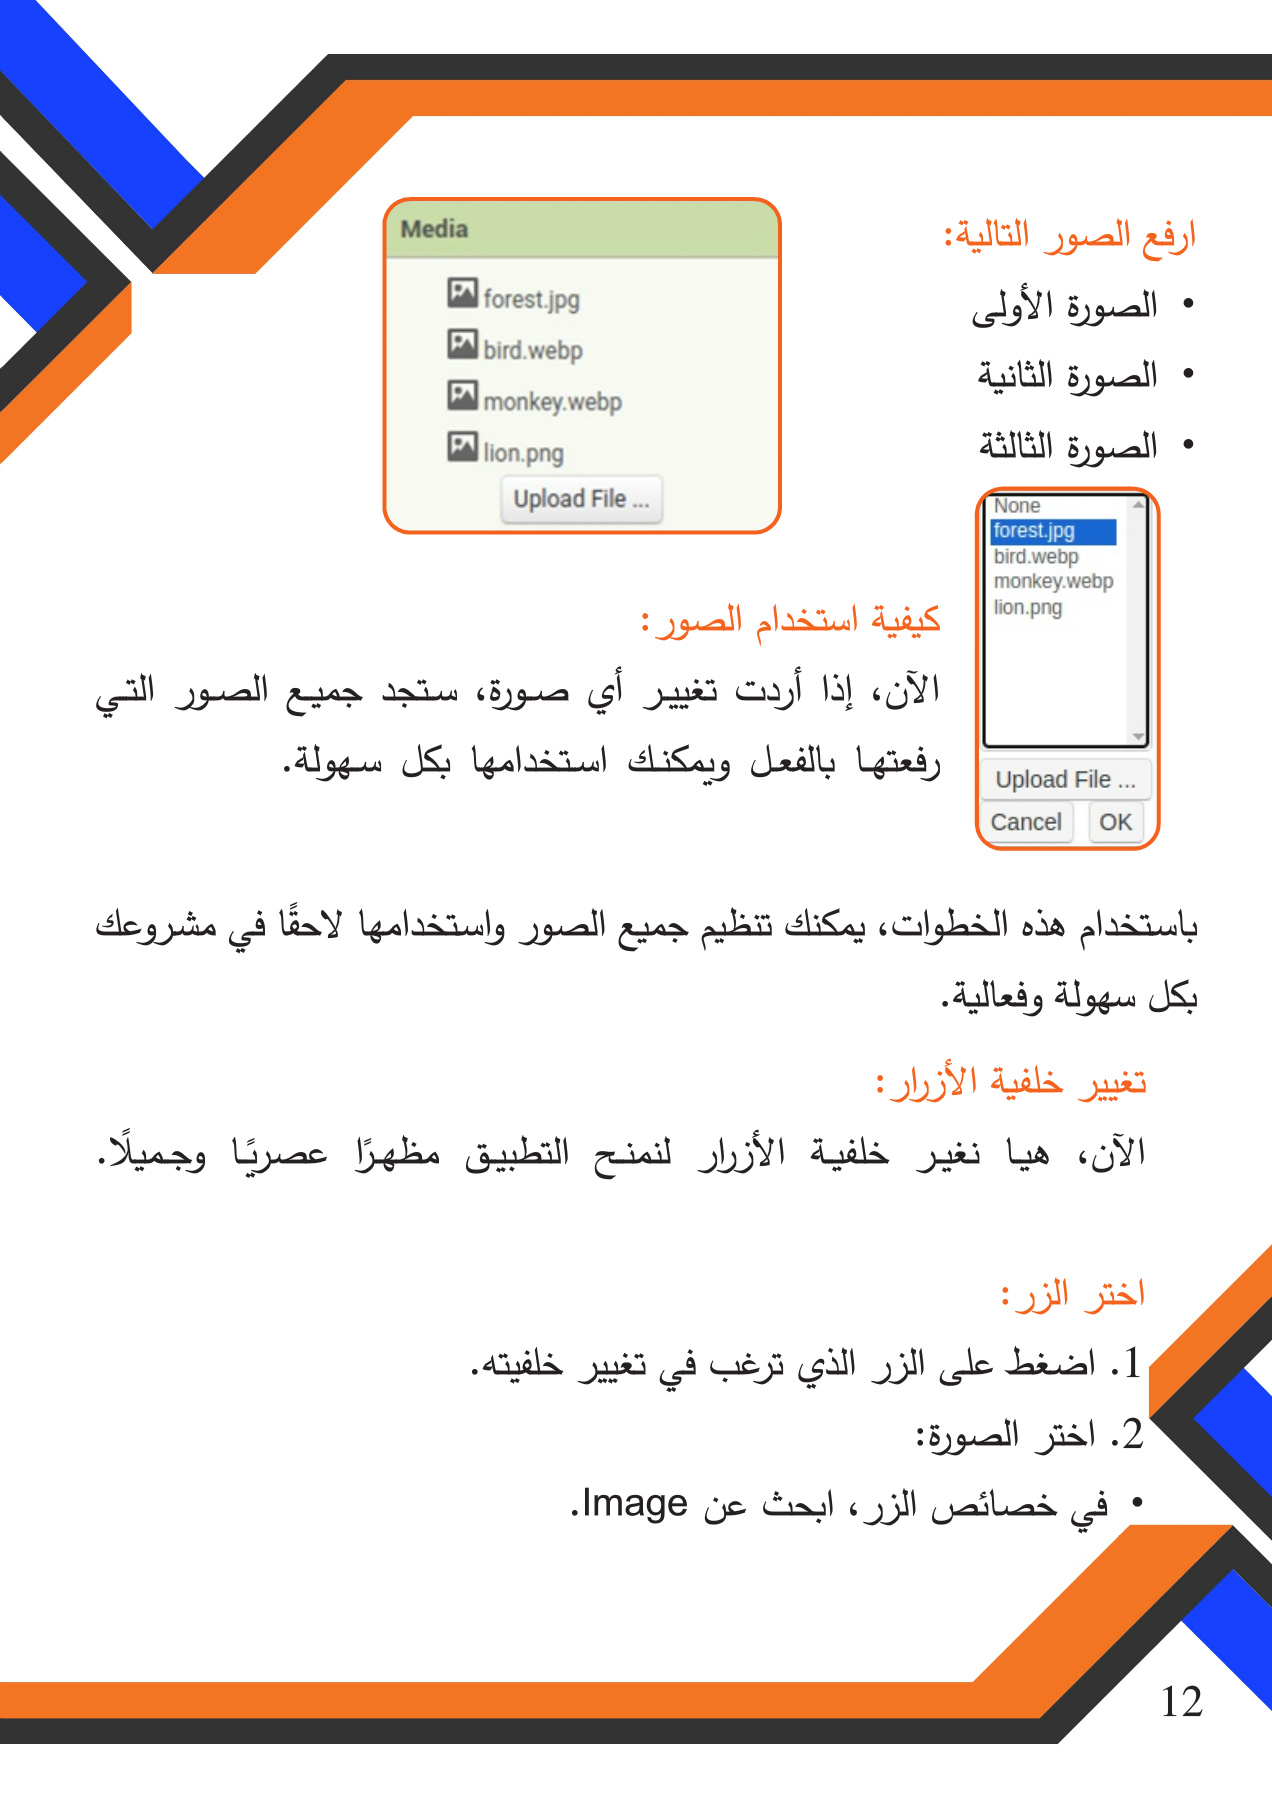 ارفع الصور التالية:
• الصورة الأولى
• الصورة الثانية
• الصورة الثالثة
Media
forest.jpg
bird.webp
monkey.webp
lion.png
Upload File ...
None
forest.jpg
bird.webp
monkey.webp
lion.png
Upload File ...
Cancel OK
كيفية استخدام الصور:
الآن، إذا أردت تغيير أي صورة، ستجد جميع الصور التي
رفعتها بالفعل ويمكنك استخدامها بكل سهولة.
باستخدام هذه الخطوات، يمكنك تنظيم جميع الصور واستخدامها لاحقًا في مشروعك
بكل سهولة وفعالية.
تغيير خلفية الأزرار:
الآن، هيا نغير خلفية الأزرار لنمنح التطبيق مظهرًا عصريًا وجميلًا.
اختر الزر:
1. اضغط على الزر الذي ترغب في تغيير خلفيته.
2. اختر الصورة:
• في خصائص الزر، ابحث عن Image.
12